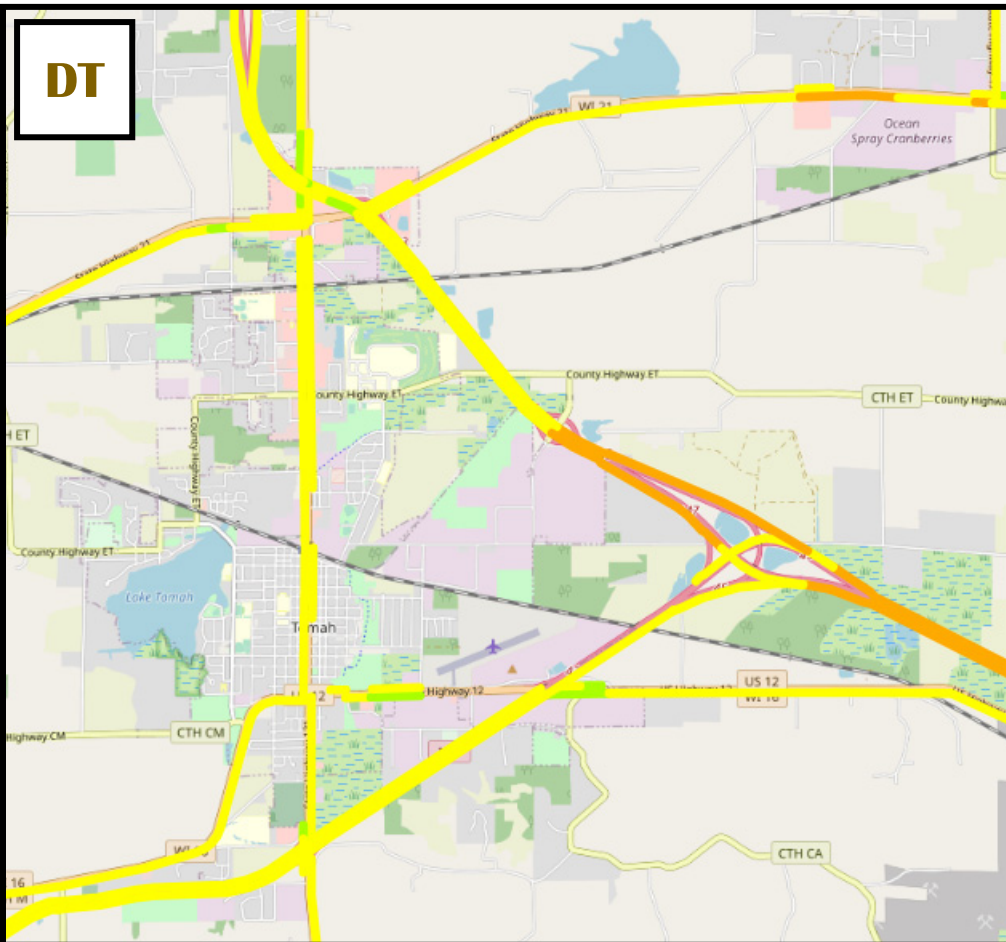 DT
WI 21
State Highway 21
Ocean
Spray Cranberries
State Highway 21
County Highway ET
CTH ET
County Highwa
County Highway ET
H ET
County Highway ET
County Highway ET
Lake Tomah
Tomah
US 12
Highway 12
US 12
WI 16
CTH CM
Highway CM
16
CTH CA